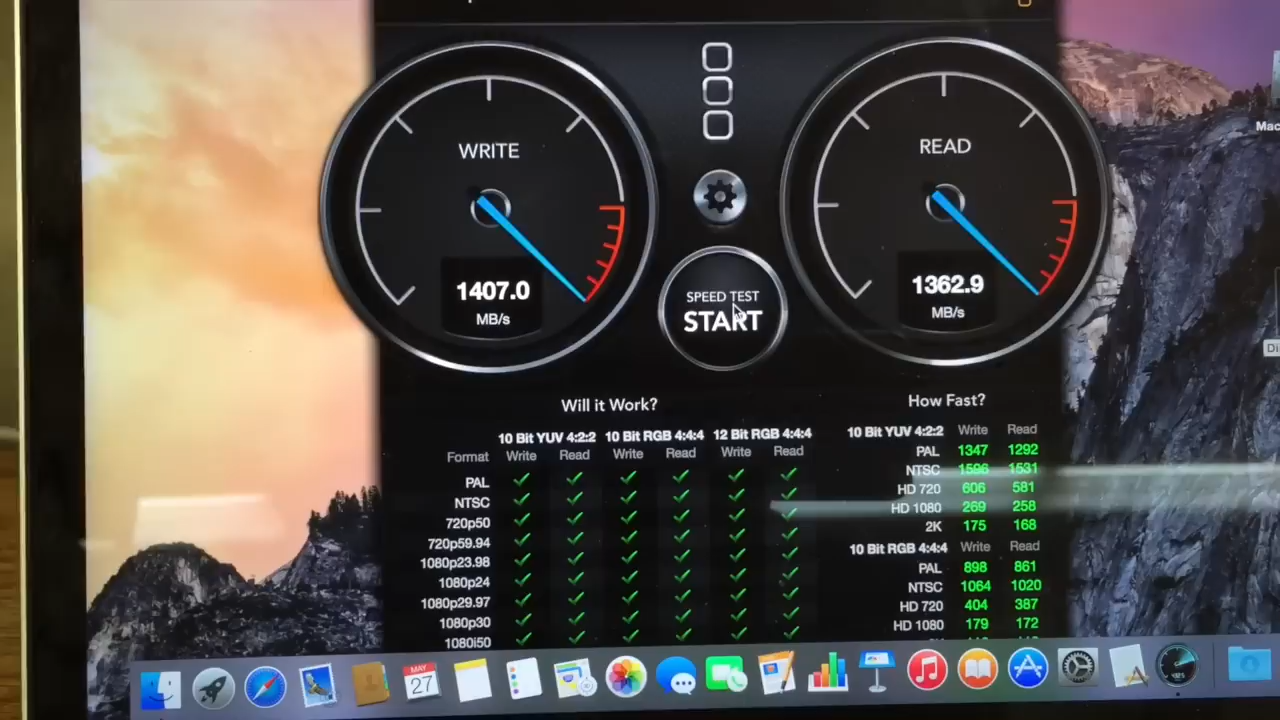 WRITE
1407.0
MB/s
READ
1362.9
MB/s
SPEED TEST
START
Will it Work?
10 Bit YUV 4:2:2 10 Bit RGB 4:4:4 12 Bit RGB 4:4:4
Format Write Read Write Read Write Read
PAL
NTSC
720p50
720p59.94
1080p23.98
1080p24
1080p29.97
1080p30
1080i50
How Fast?
10 Bit YUV 4:2:2 Write Read
PAL 1347 1292
NTSC 1596 1531
HD 720 606 581
HD 1080 269 258
2K 175 168
10 Bit RGB 4:4:4 Write Read
PAL 898 861
NTSC 1064 1020
HD 720 404 387
HD 1080 179 172
Mac
Di
MAY
27